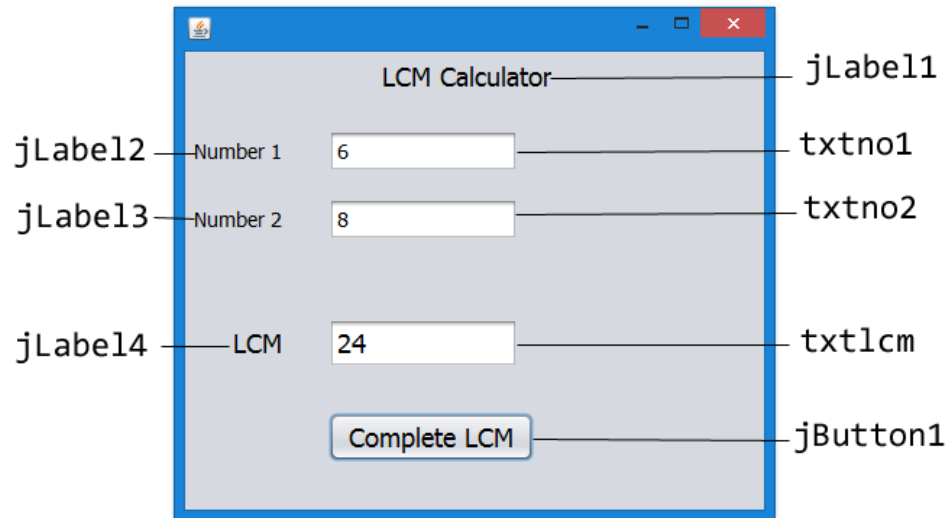 LCM Calculator jLabel1
jLabel2 Number 1 6 txtno1
jLabel3 Number 2 8 txtno2
jLabel4 LCM 24 txtlcm
Complete LCM jButton1